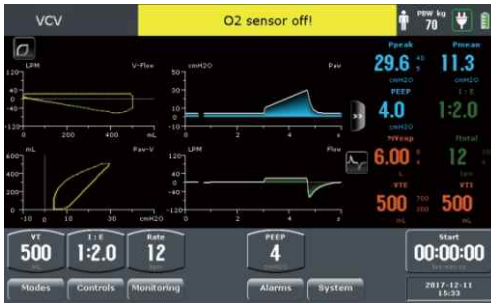 VCV
O2 sensor off!
PBW kg
70
LPM
V-Flow
120
40
0
-40
-120
0 200 400 mL
cmH2O
Paw
50
30
10
0
-10
0 2 4 s
Ppeak
29.6
40
5
cmH2O
Pmean
11.3
cmH2O
PEEP
4.0
cmH2O
I:E
1:2.0
mL
Paw-V
600
400
200
0
-10 0 10 30 cmH2O
LPM
Flow
120
40
0
-40
-120
0 2 4 s
MVexp
6.00
L
ftotal
12
bpm
VTE
500
700
300
mL
VTI
500
mL
VT
500
mL
I:E
1:2.0
Rate
12
bpm
PEEP
4
cmH2O
Start
00:00:00
Modes
Controls
Monitoring
Alarms
System
2017-12-11
15:33